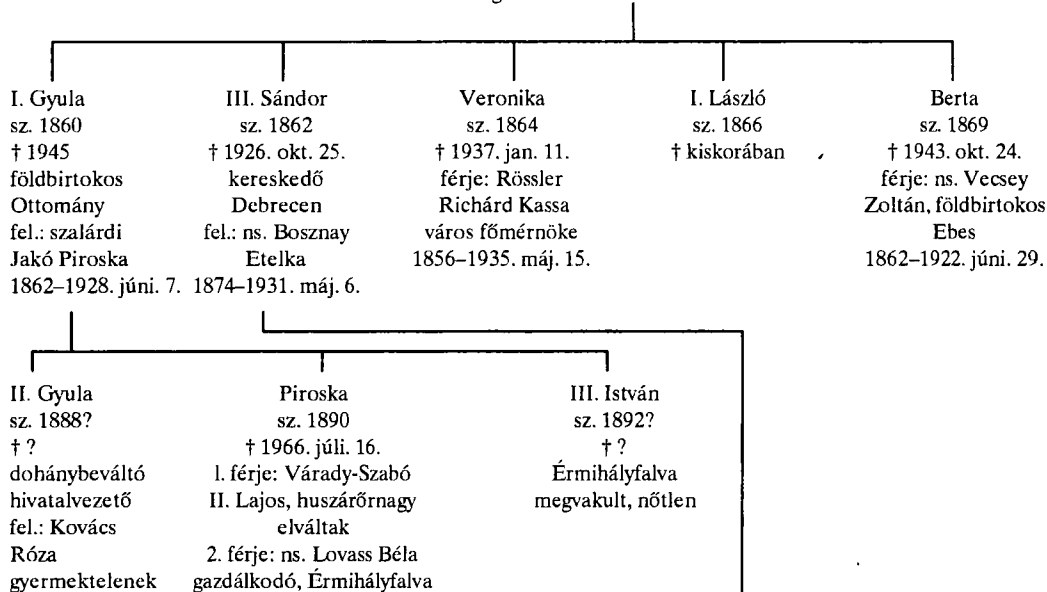 I. Gyula
sz. 1860
† 1945
földbirtokos
Ottomány
fel.: szalárdi
Jakó Piroska
1862–1928. júni. 7.
III. Sándor
sz. 1862
† 1926. okt. 25.
kereskedő
Debrecen
fel.: ns. Bosznay
Etelka
1874–1931. máj. 6.
Veronika
sz. 1864
† 1937. jan. 11.
férje: Rössler
Richárd Kassa
város főmérnöke
1856–1935. máj. 15.
I. László
sz. 1866
† kiskorában
Berta
sz. 1869
† 1943. okt. 24.
férje: ns. Vecsey
Zoltán, földbirtokos
Ebes
1862–1922. júni. 29.
II. Gyula
sz. 1888?
† ?
dohánybeváltó
hivatalvezető
fel.: Kovács
Róza
gyermektelenek
Piroska
sz. 1890
† 1966. júli. 16.
1. férje: Várady-Szabó
II. Lajos, huszárőrnagy
elváltak
2. férje: ns. Lovass Béla
gazdálkodó, Érmihályfalva
III. István
sz. 1892?
† ?
Érmihályfalva
megvakult, nőtlen